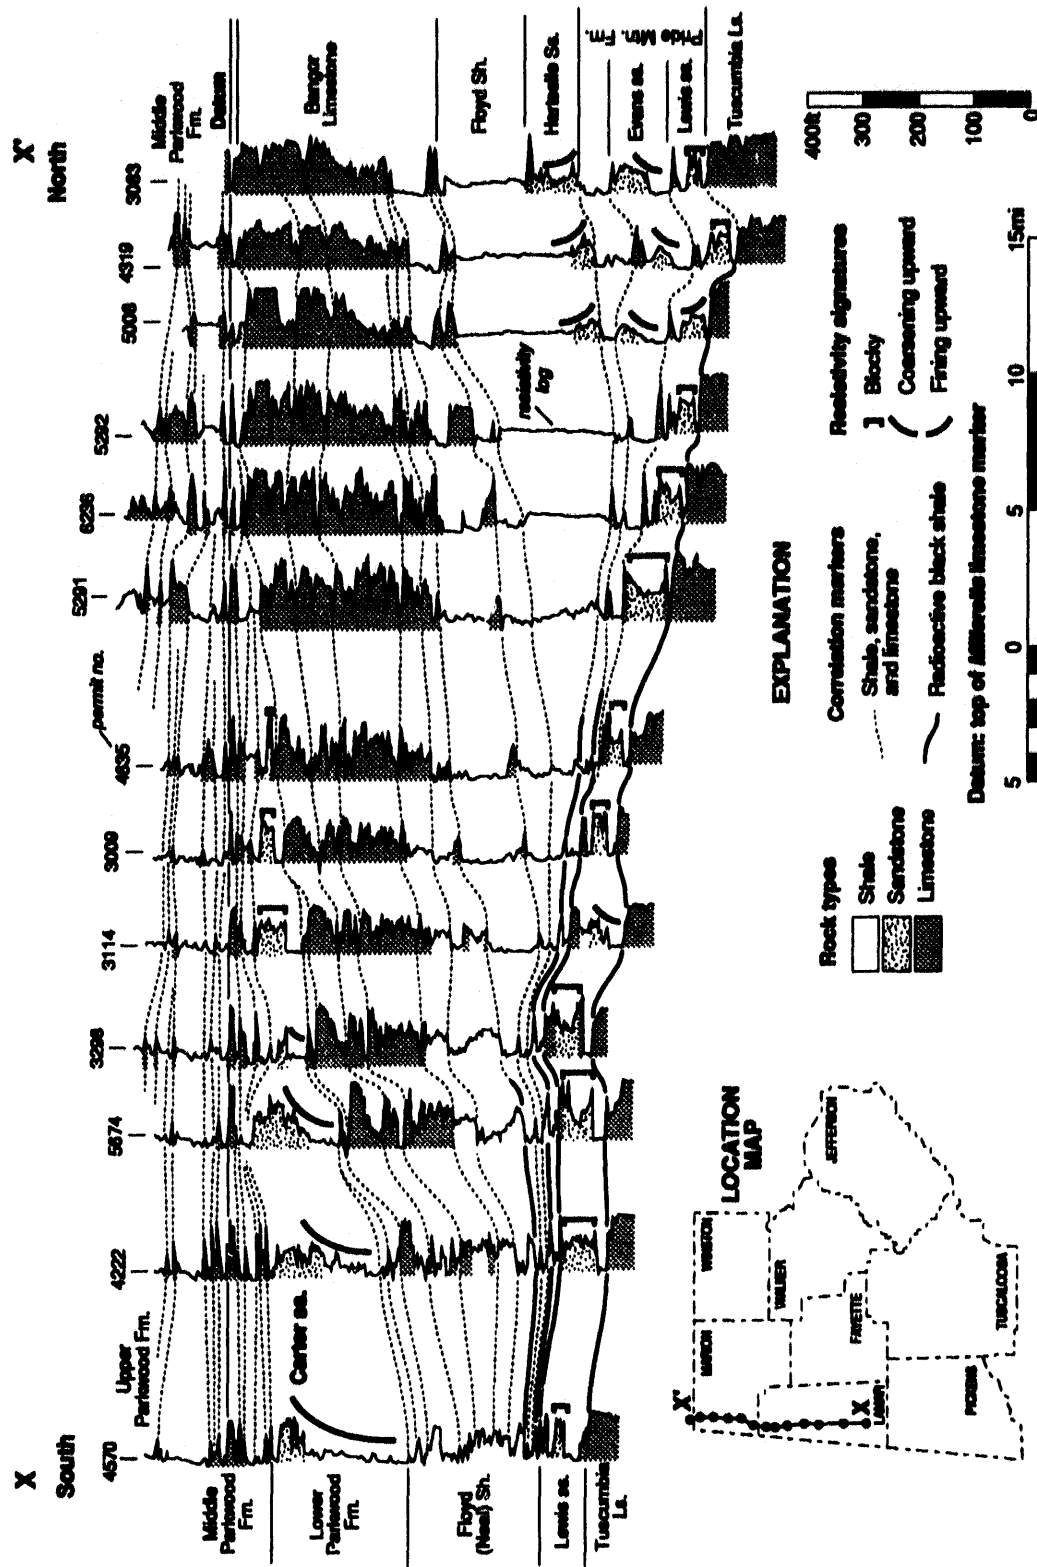 X
South
X'
North
4570
4222
5674
3298
3114
3009
4635
permit no.
5291
6236
5292
5008
4319
3083
Upper
Parkwood Fm.
Middle
Parkwood
Fm.
Lower
Parkwood
Fm.
Floyd
(Neal) Sh.
Lewis ss.
Tuscumbia
Ls.
Carter ss.
resistivity
log
Middle
Parkwood
Fm.
Datum
Bangor
Limestone
Floyd Sh.
Hartselle Ss.
Evans ss.
Lewis ss.
Pride Mtn. Fm.
Tuscumbia Ls.
LOCATION
MAP
X'
X
MARION
WINSTON
WALKER
FAYETTE
LAMAR
JEFFERSON
PICKENS
TUSCALOOSA
EXPLANATION
Rock types
Shale
Sandstone
Limestone
Correlation markers
Shale, sandstone,
and limestone
Radioactive black shale
Resistivity signatures
Blocky
Coarsening upward
Fining upward
Datum: top of Millerella limestone marker
5
0
5
10
15mi
400ft
300
200
100
0